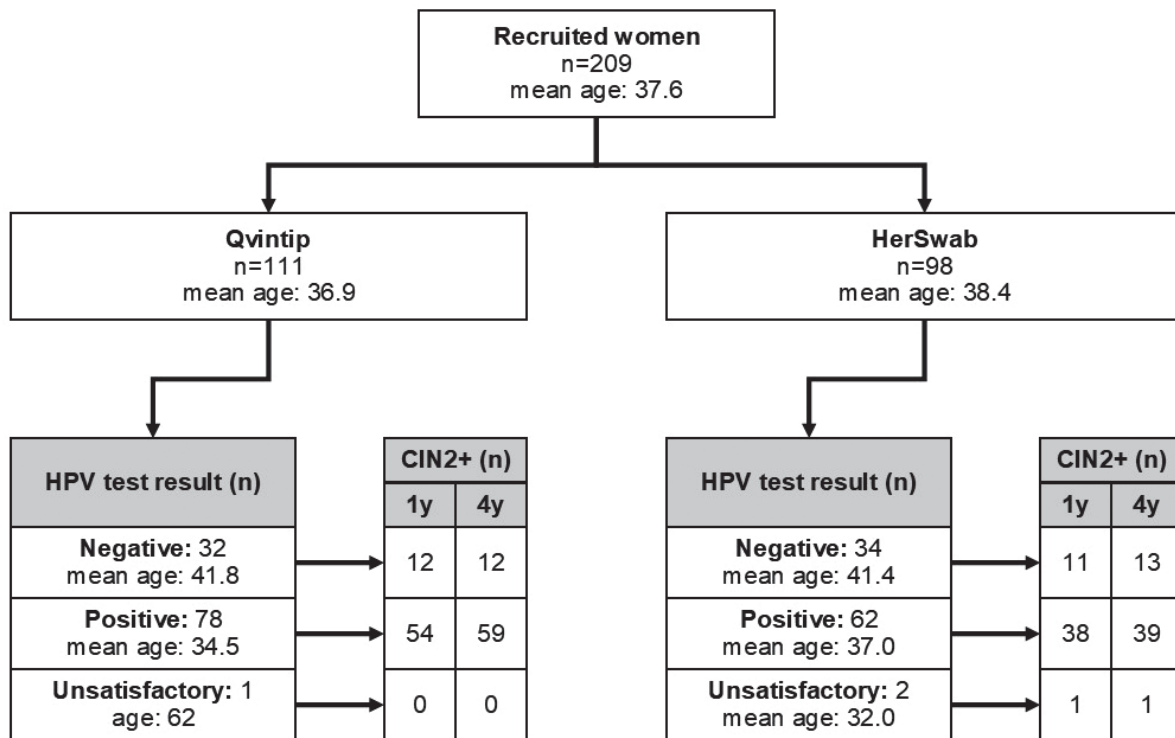 Recruited women
n=209
mean age: 37.6
Qvintip
n=111
mean age: 36.9
HerSwab
n=98
mean age: 38.4
HPV test result (n)
CIN2+ (n)
1y 4y
Negative: 32
mean age: 41.8
12 12
Positive: 78
mean age: 34.5
54 59
Unsatisfactory: 1
age: 62
0 0
HPV test result (n)
CIN2+ (n)
1y 4y
Negative: 34
mean age: 41.4
11 13
Positive: 62
mean age: 37.0
38 39
Unsatisfactory: 2
mean age: 32.0
1 1